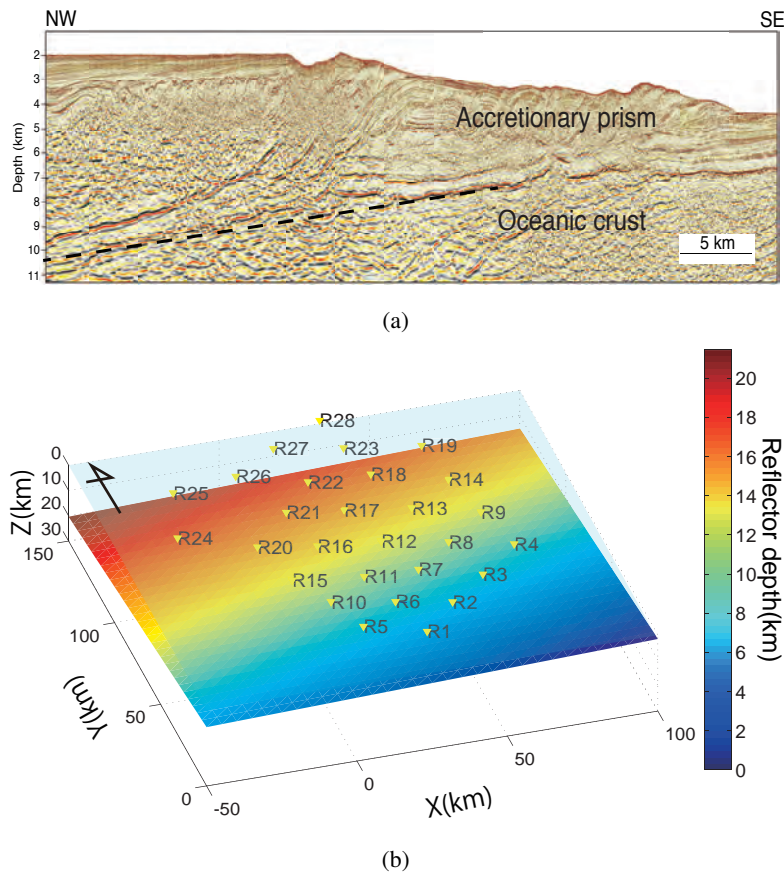 NW
SE
Depth (km)
2
3
4
5
6
7
8
9
10
11
Accretionary prism
Oceanic crust
5 km
(a)
R28
R27 R23 R19
R25 R26 R22 R18 R14
R24 R21 R17 R13 R9
R20 R16 R12 R8 R4
R15 R11 R7 R3
R10 R6 R2
R5 R1
Z(km)
0
10
20
30
150
100
50
0
Y(km)
-50
0
50
100
X(km)
20
18
16
14
12
10
8
6
4
2
0
Reflector depth(km)
(b)